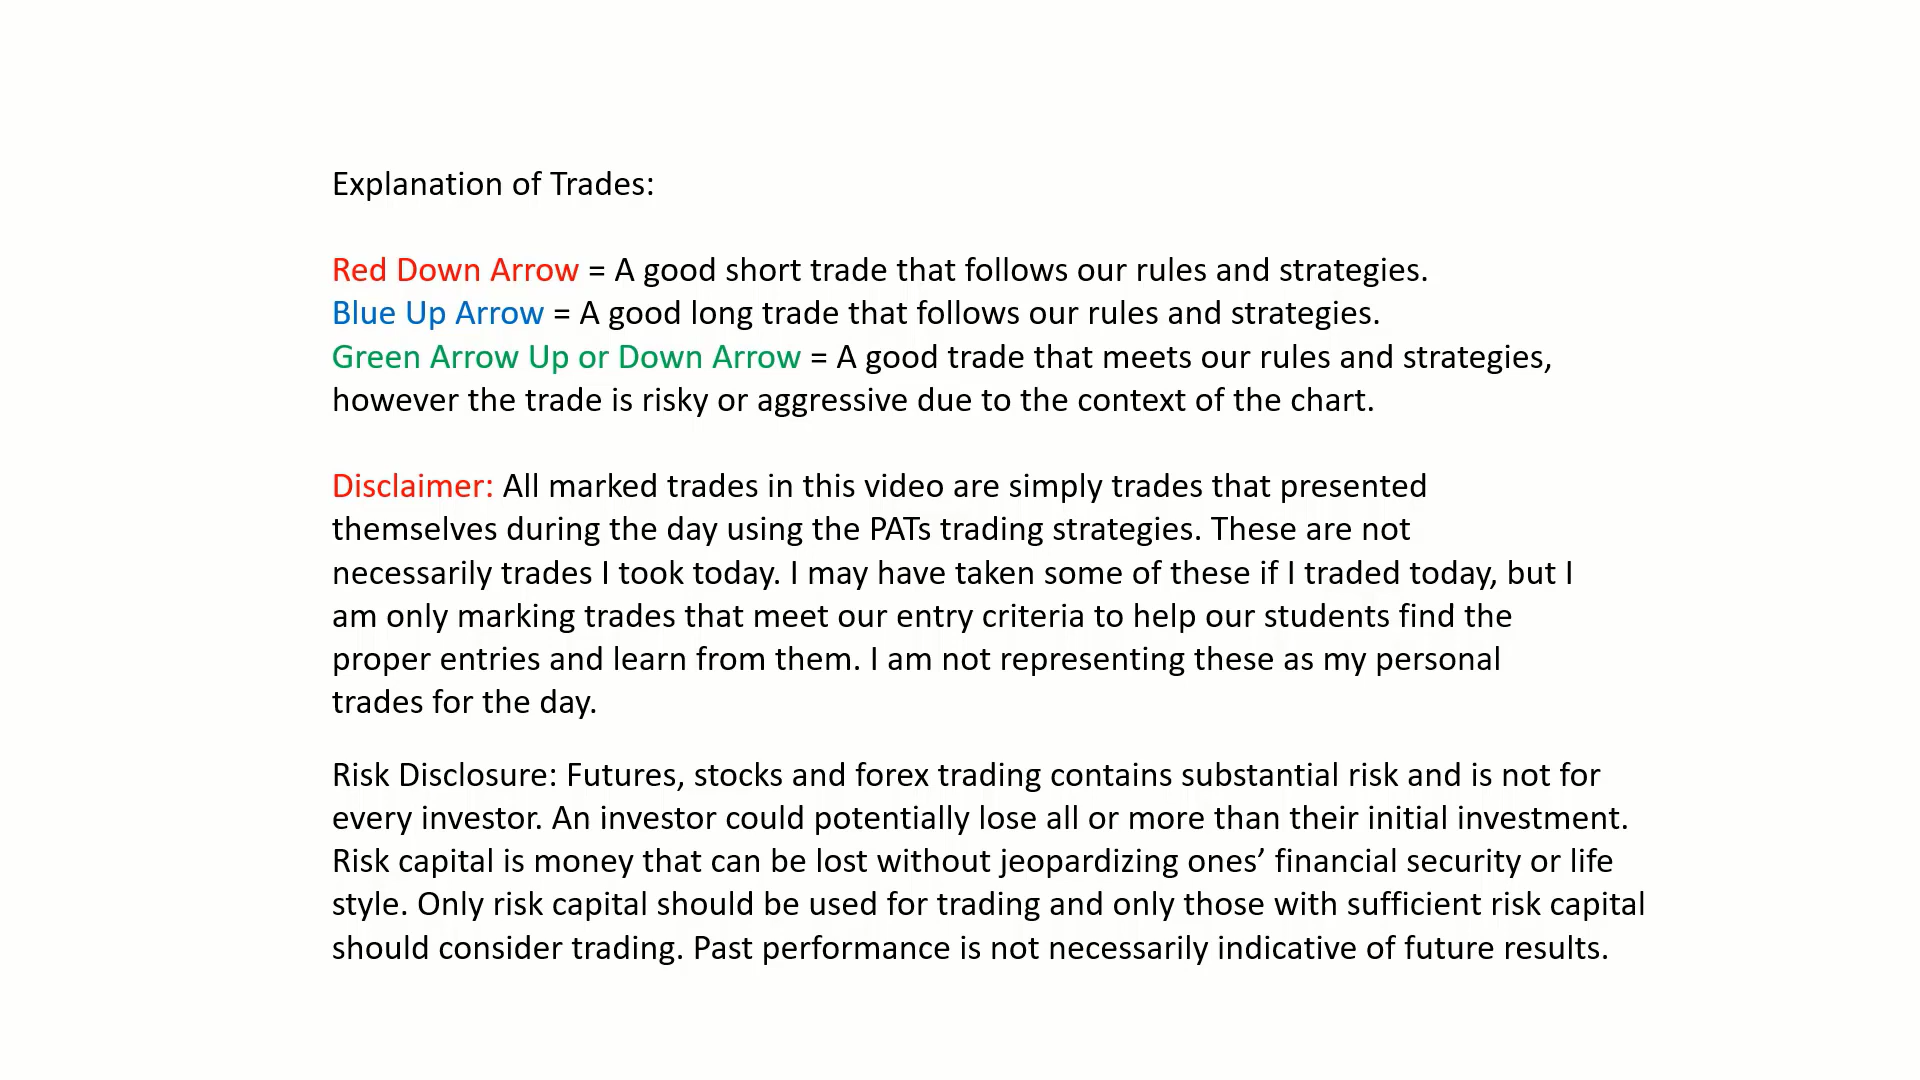 Explanation of Trades:
Red Down Arrow = A good short trade that follows our rules and strategies.
Blue Up Arrow = A good long trade that follows our rules and strategies.
Green Arrow Up or Down Arrow = A good trade that meets our rules and strategies,
however the trade is risky or aggressive due to the context of the chart.
Disclaimer: All marked trades in this video are simply trades that presented
themselves during the day using the PATs trading strategies. These are not
necessarily trades I took today. I may have taken some of these if I traded today, but I
am only marking trades that meet our entry criteria to help our students find the
proper entries and learn from them. I am not representing these as my personal
trades for the day.
Risk Disclosure: Futures, stocks and forex trading contains substantial risk and is not for
every investor. An investor could potentially lose all or more than their initial investment.
Risk capital is money that can be lost without jeopardizing ones’ financial security or life
style. Only risk capital should be used for trading and only those with sufficient risk capital
should consider trading. Past performance is not necessarily indicative of future results.